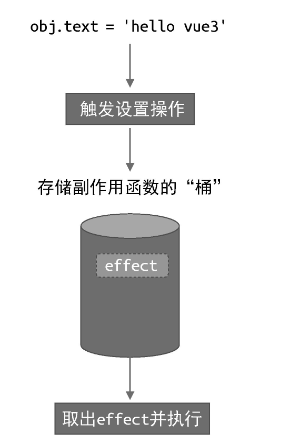 obj.text = 'hello vue3'
触发设置操作
存储副作用函数的“桶”
effect
取出effect并执行